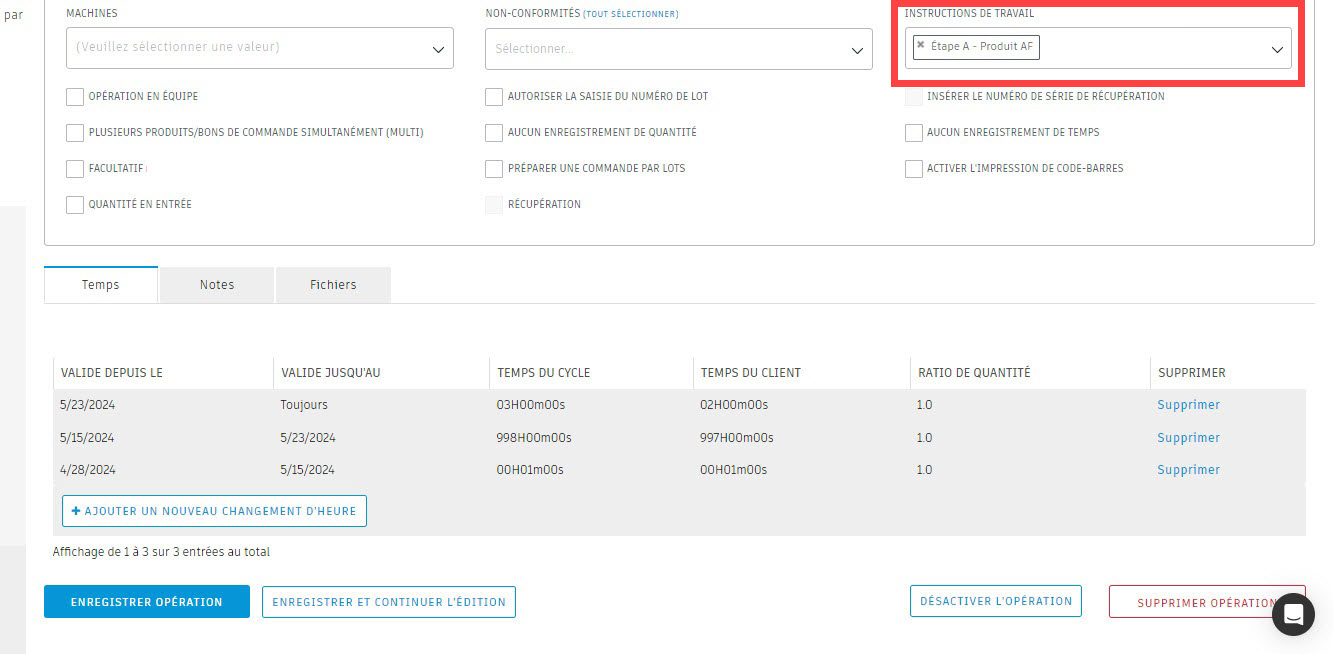 par
MACHINES
NON-CONFORMITÉS (TOUT SÉLECTIONNER)
INSTRUCTIONS DE TRAVAIL
(Veuillez sélectionner une valeur)
Sélectionner...
× Étape A - Produit AF
OPÉRATION EN ÉQUIPE
AUTORISER LA SAISIE DU NUMÉRO DE LOT
INSÉRER LE NUMÉRO DE SÉRIE DE RÉCUPÉRATION
PLUSIEURS PRODUITS/BONS DE COMMANDE SIMULTANÉMENT (MULTI)
AUCUN ENREGISTREMENT DE QUANTITÉ
AUCUN ENREGISTREMENT DE TEMPS
FACULTATIF
PRÉPARER UNE COMMANDE PAR LOTS
ACTIVER L'IMPRESSION DE CODE-BARRES
QUANTITÉ EN ENTRÉE
RÉCUPÉRATION
Temps
Notes
Fichiers
VALIDE DEPUIS LE
VALIDE JUSQU'AU
TEMPS DU CYCLE
TEMPS DU CLIENT
RATIO DE QUANTITÉ
SUPPRIMER
5/23/2024
Toujours
03H00m00s
02H00m00s
1.0
Supprimer
5/15/2024
5/23/2024
998H00m00s
997H00m00s
1.0
Supprimer
4/28/2024
5/15/2024
00H01m00s
00H01m00s
1.0
Supprimer
+ AJOUTER UN NOUVEAU CHANGEMENT D'HEURE
Affichage de 1 à 3 sur 3 entrées au total
ENREGISTRER OPÉRATION
ENREGISTRER ET CONTINUER L'ÉDITION
DÉSACTIVER L'OPÉRATION
SUPPRIMER OPÉRATION